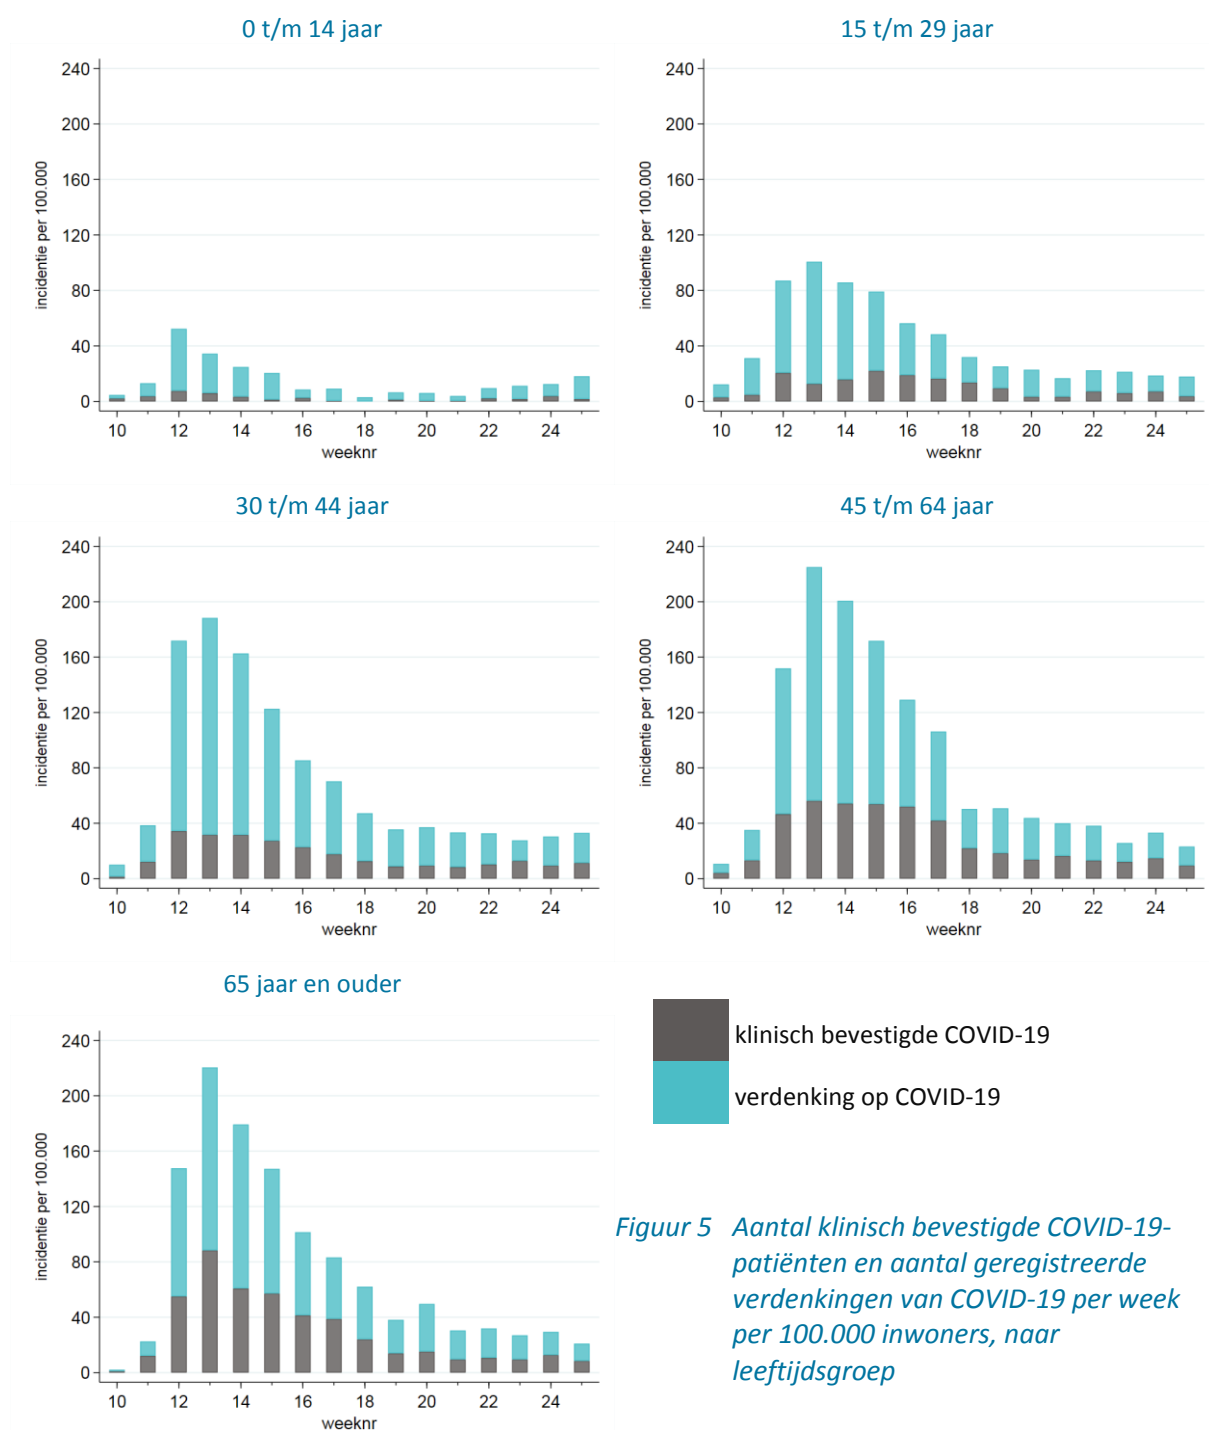 0 t/m 14 jaar
240
200
160
120
80
40
0
incidentie per 100.000
10 12 14 16 18 20 22 24
weeknr
15 t/m 29 jaar
240
200
160
120
80
40
0
incidentie per 100.000
10 12 14 16 18 20 22 24
weeknr
30 t/m 44 jaar
240
200
160
120
80
40
0
incidentie per 100.000
10 12 14 16 18 20 22 24
weeknr
45 t/m 64 jaar
240
200
160
120
80
40
0
incidentie per 100.000
10 12 14 16 18 20 22 24
weeknr
65 jaar en ouder
240
200
160
120
80
40
0
incidentie per 100.000
10 12 14 16 18 20 22 24
weeknr
klinisch bevestigde COVID-19
verdenking op COVID-19
Figuur 5 Aantal klinisch bevestigde COVID-19-
patiënten en aantal geregistreerde
verdenkingen van COVID-19 per week
per 100.000 inwoners, naar
leeftijdsgroep